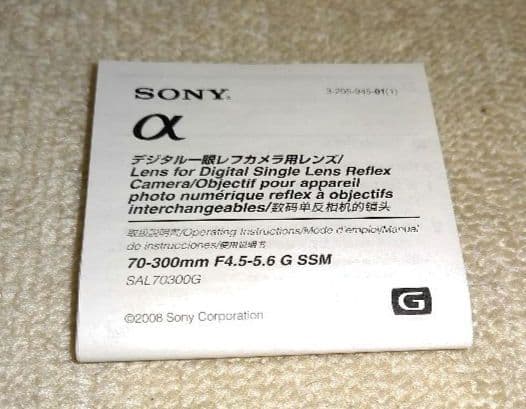 SONY®
3-295-945-01(1)
α
デジタル一眼レフカメラ用レンズ/
Lens for Digital Single Lens Reflex
Camera/Objectif pour appareil
photo numérique reflex à objectifs
interchangeables/数码单反相机的镜头
取扱説明書/Operating Instructions/Mode d'emploi/Manual
de instrucciones/使用说明书
70-300mm F4.5-5.6 G SSM
SAL70300G
G
©2008 Sony Corporation